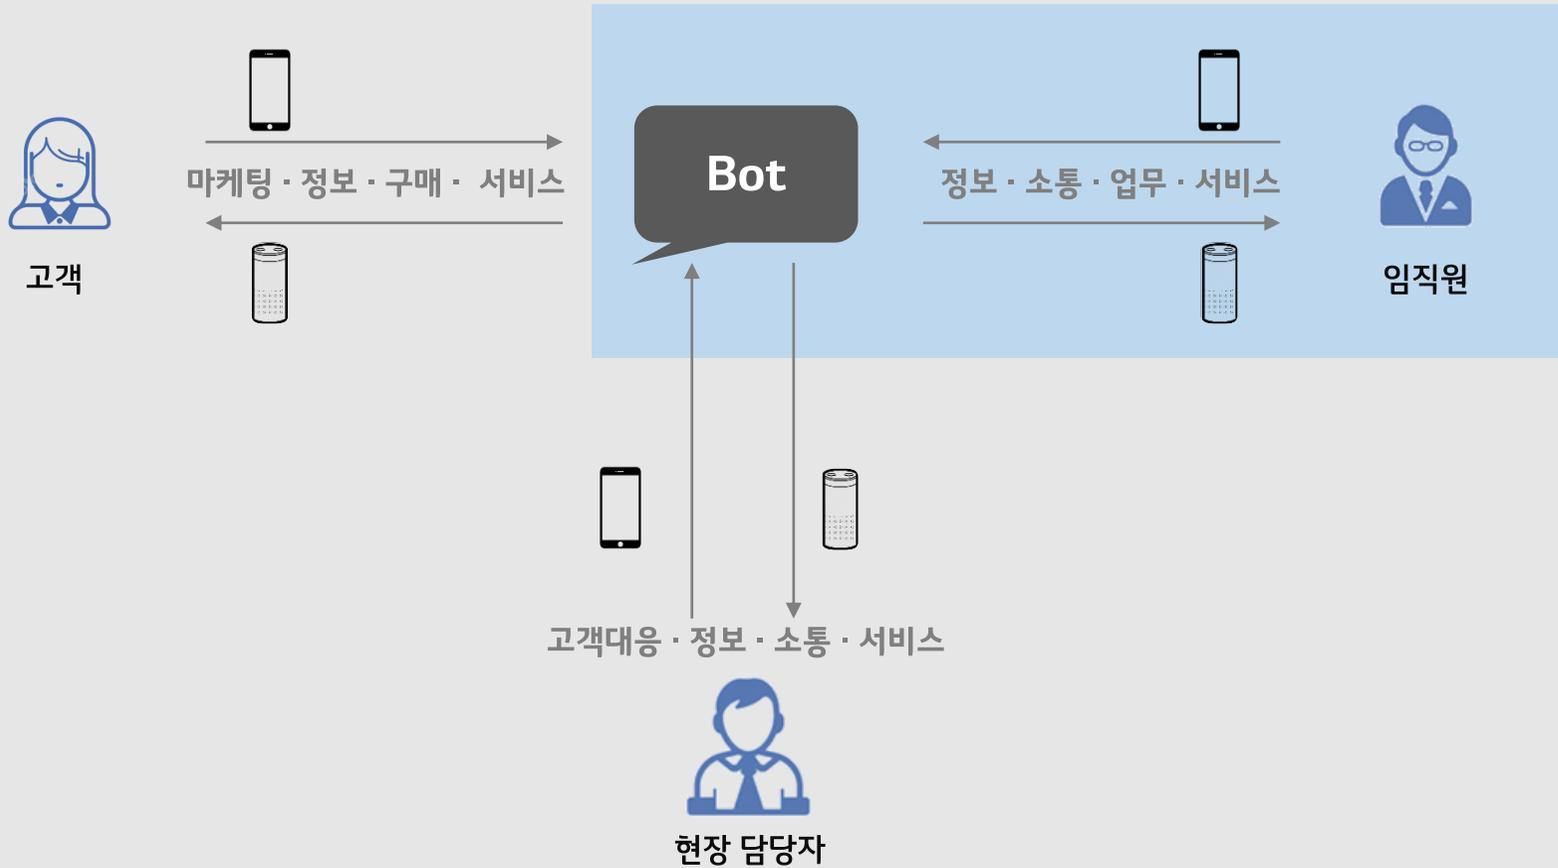 마케팅 · 정보 · 구매 · 서비스
Bot
정보 · 소통 · 업무 · 서비스
고객
임직원
고객대응 · 정보 · 소통 · 서비스
현장 담당자